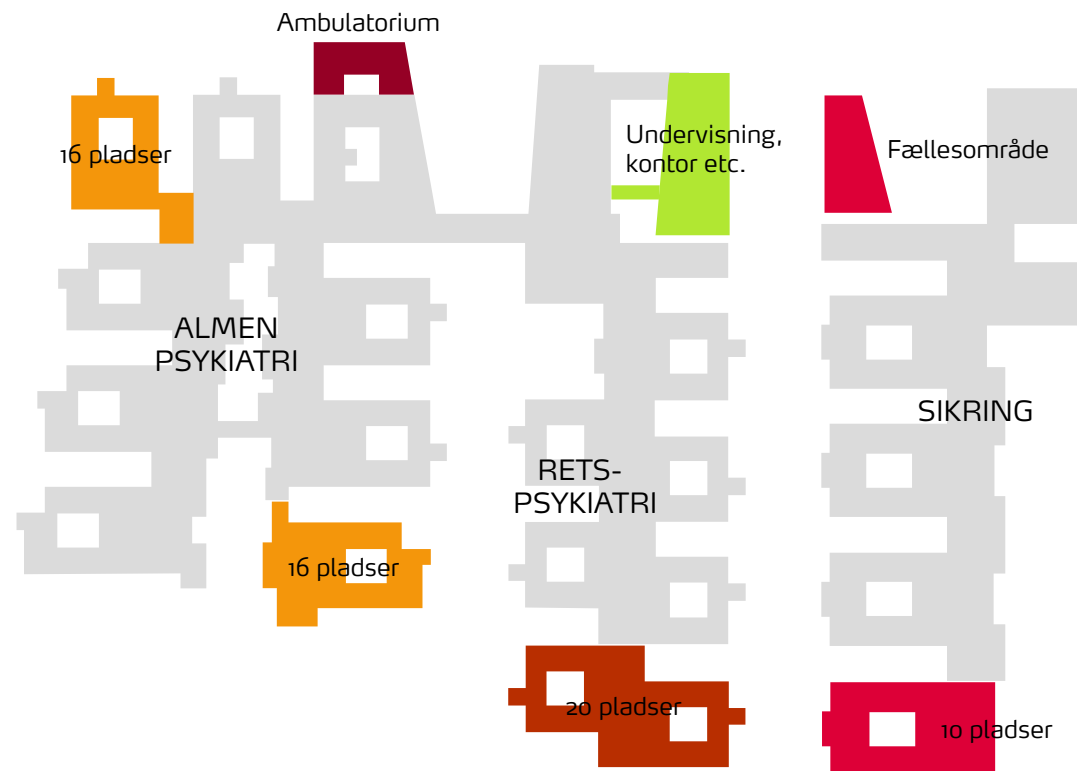 Ambulatorium
16 pladser
Undervisning,
kontor etc.
Fællesområde
ALMEN
PSYKIATRI
SIKRING
RETS-
PSYKIATRI
16 pladser
20 pladser
10 pladser